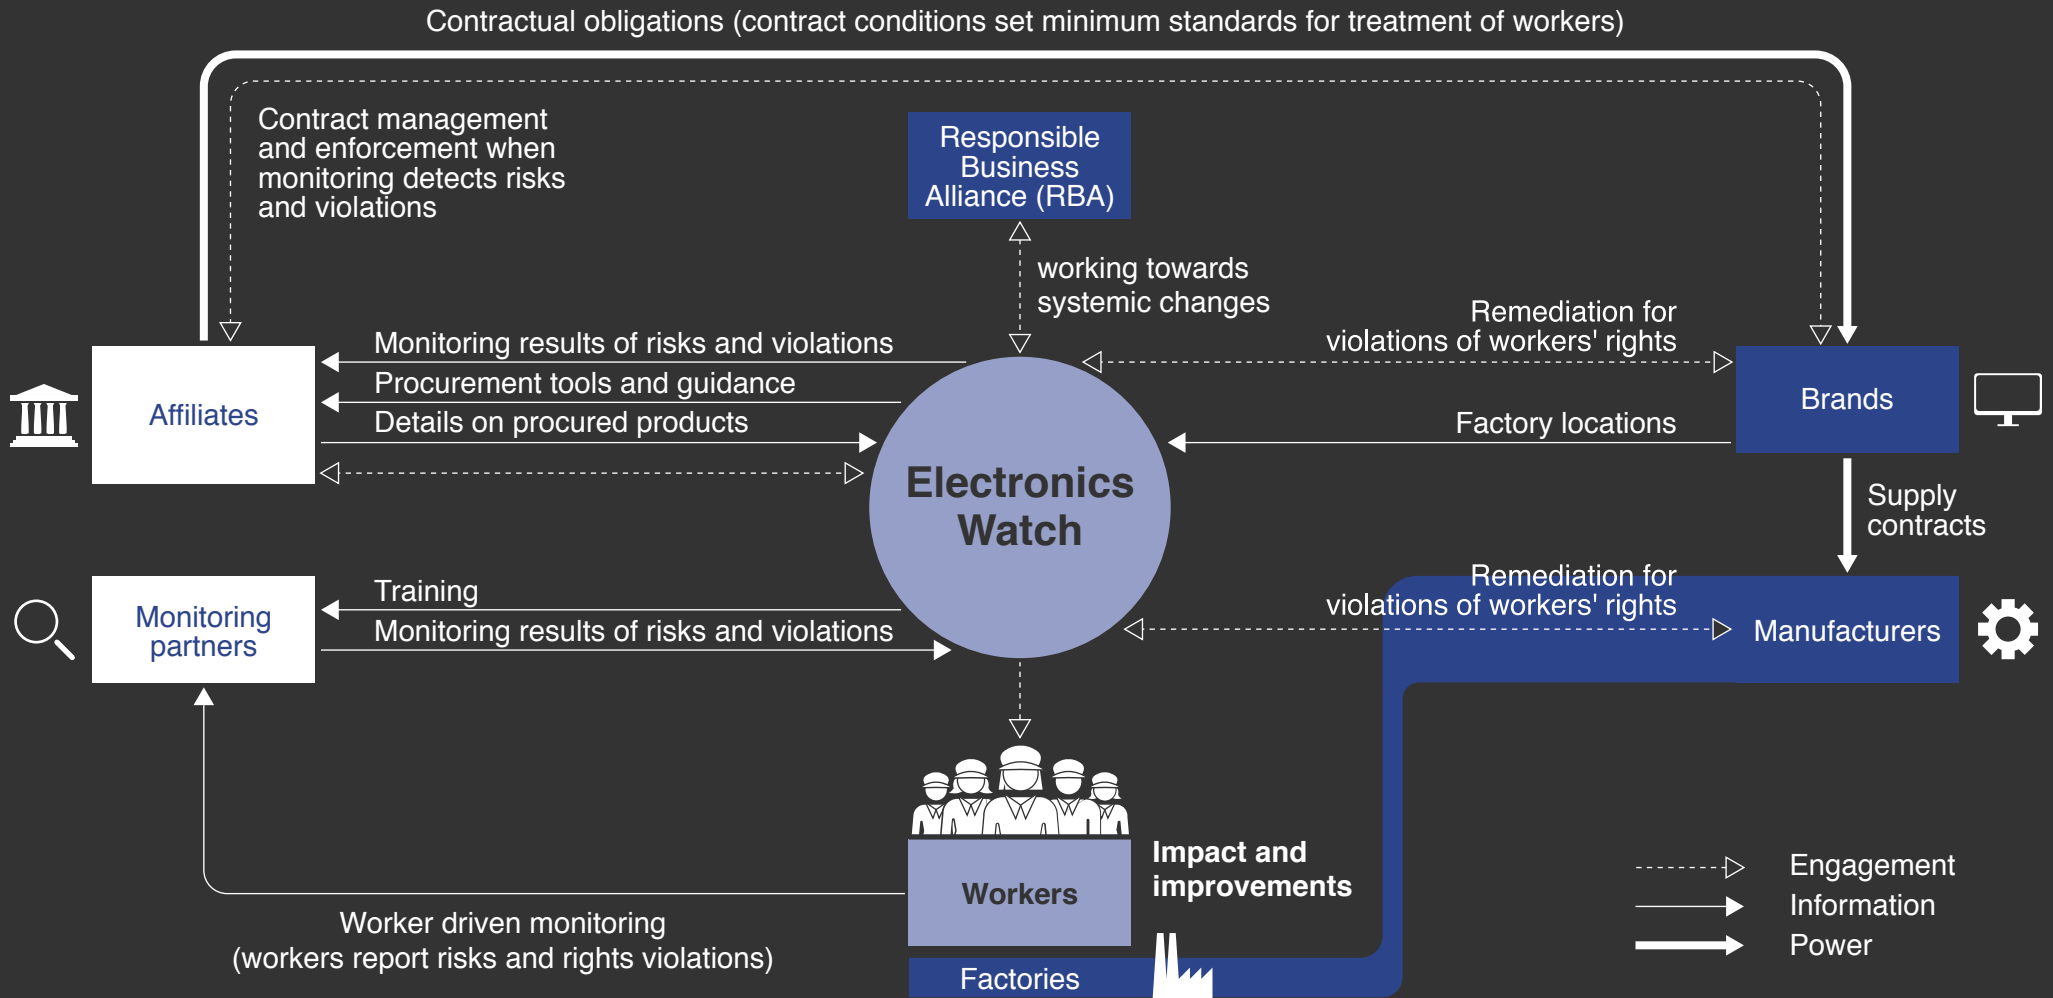 Contractual obligations (contract conditions set minimum standards for treatment of workers)
Contract management
and enforcement when
monitoring detects risks
and violations
Responsible
Business
Alliance (RBA)
working towards
systemic changes
Remediation for
violations of workers' rights
Monitoring results of risks and violations
Procurement tools and guidance
Details on procured products
Affiliates
Brands
Factory locations
Electronics
Watch
Supply
contracts
Training
Monitoring results of risks and violations
Monitoring
partners
Remediation for
violations of workers' rights
Manufacturers
Workers
Impact and
improvements
Worker driven monitoring
(workers report risks and rights violations)
Factories
Engagement
Information
Power